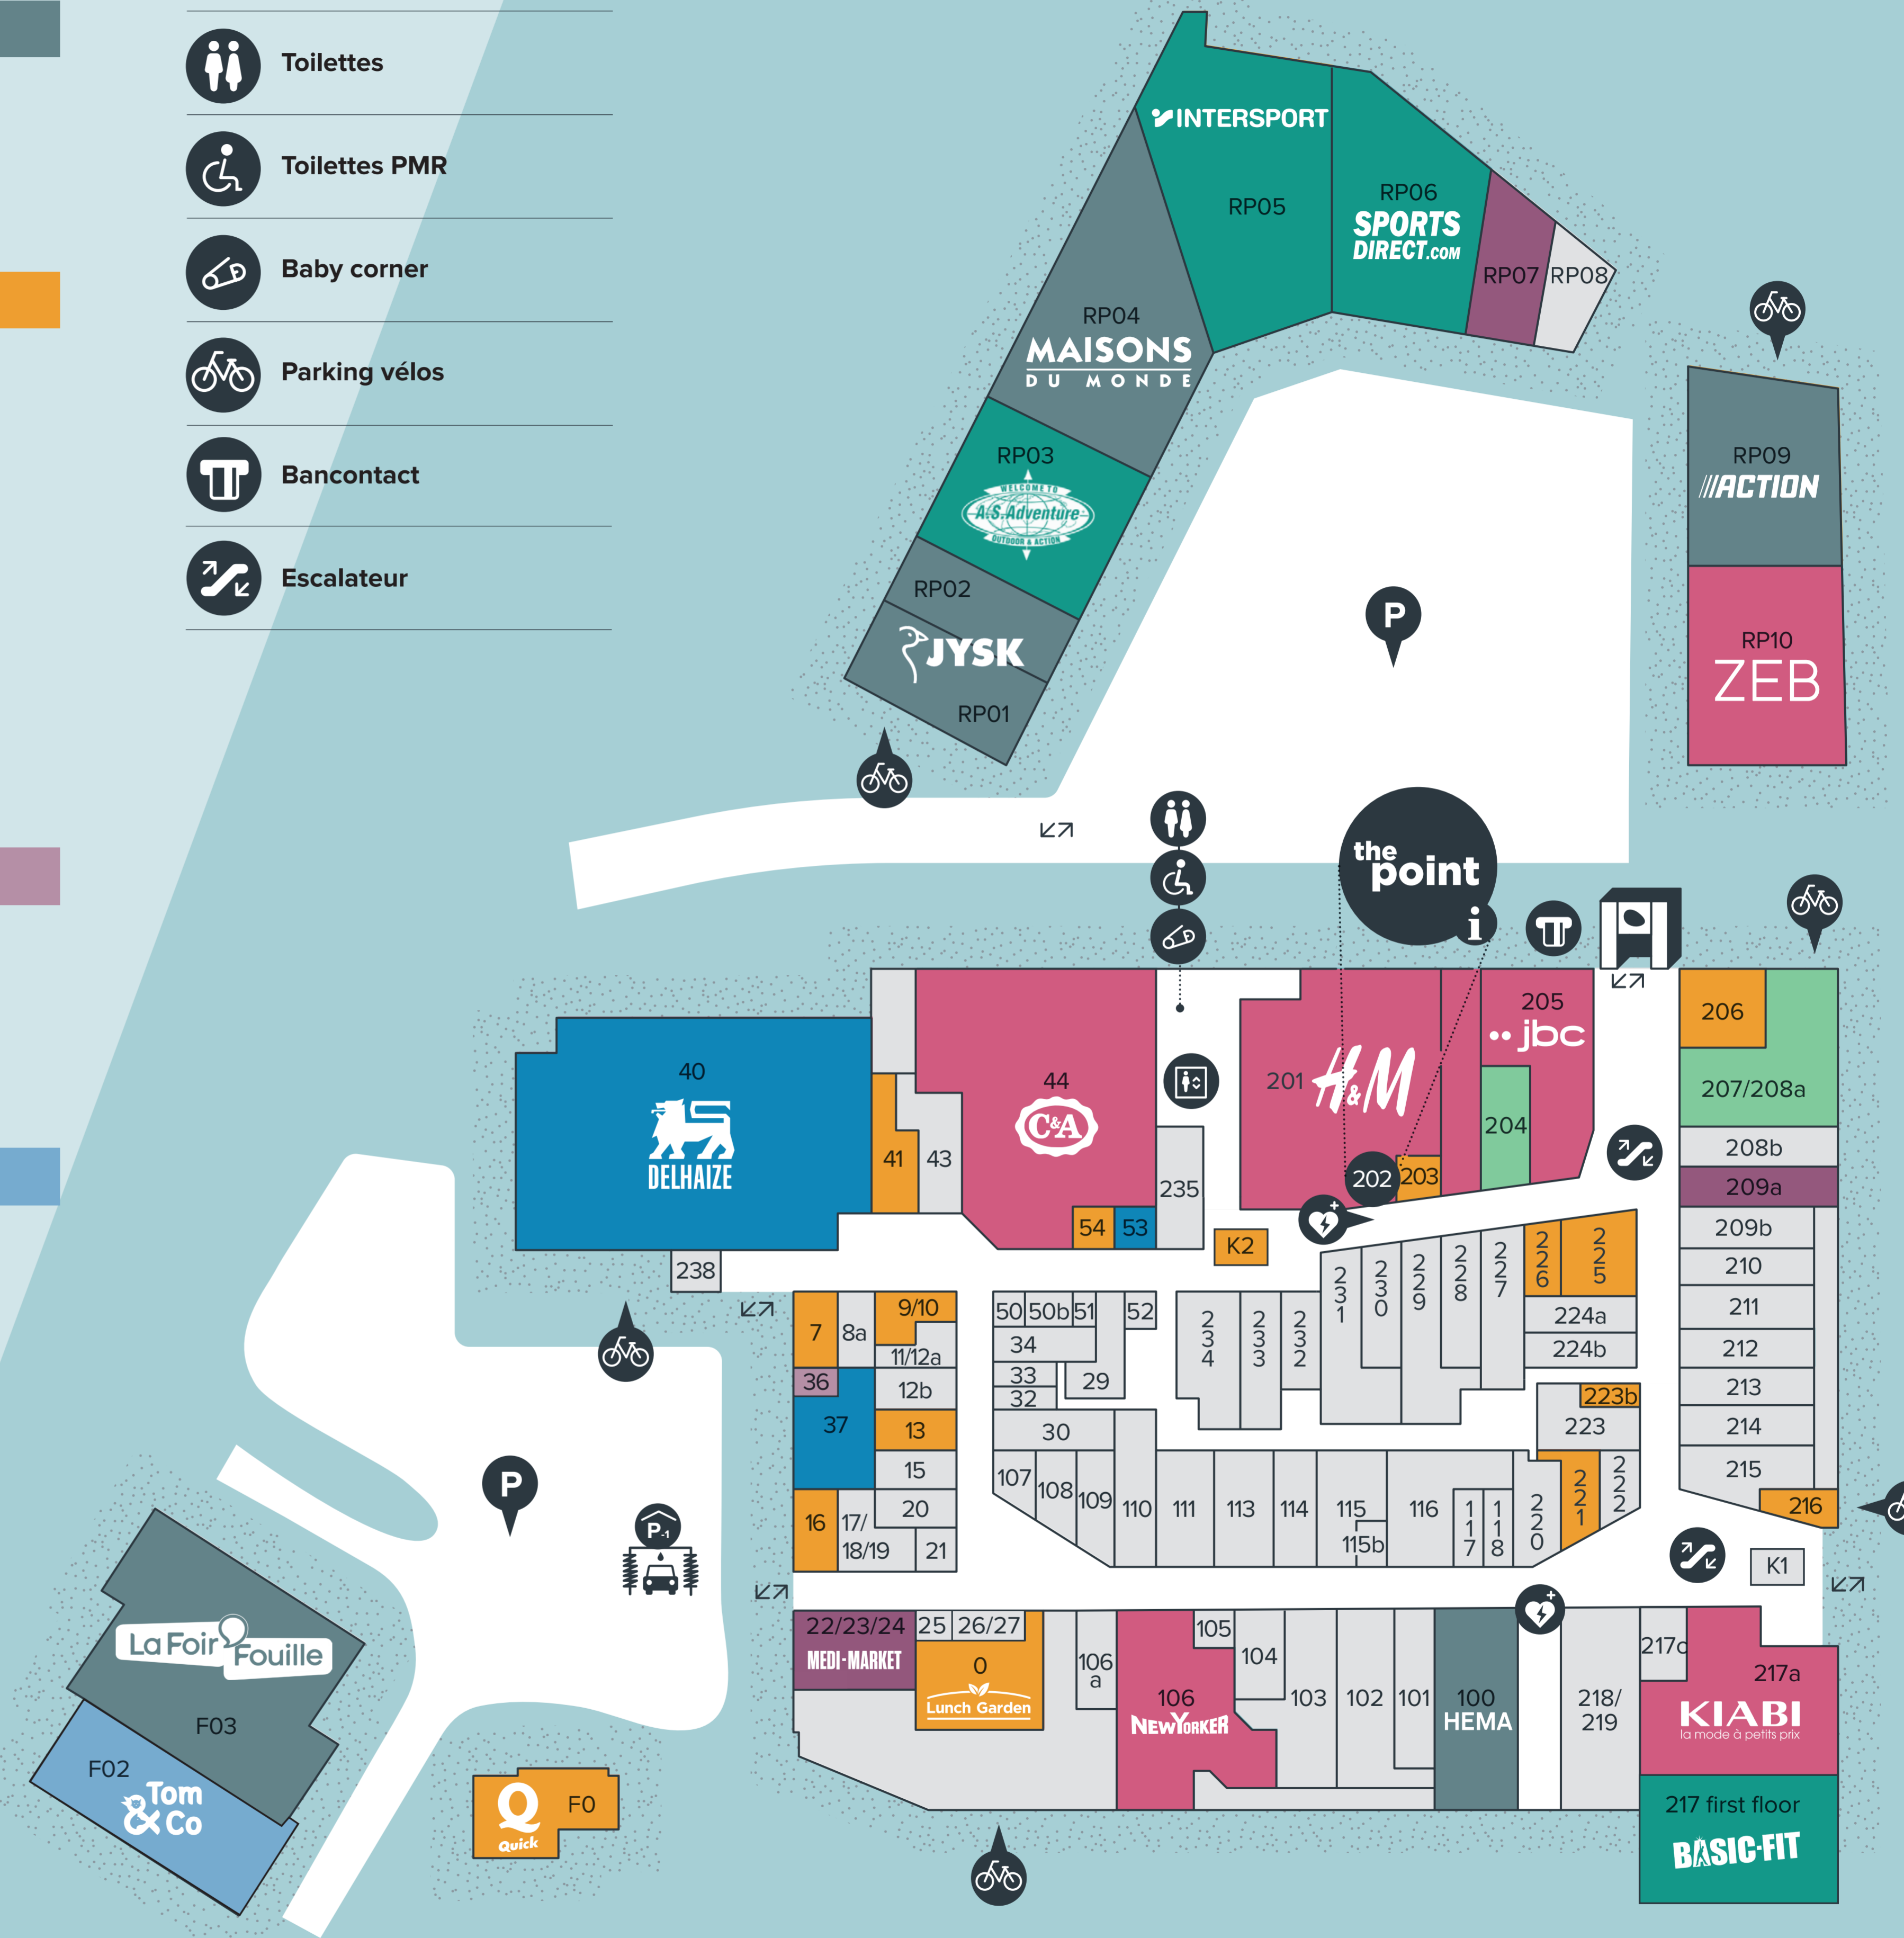 Toilettes
Toilettes PMR
Baby corner
Parking vélos
Bancontact
Escalateur
INTERSPORT
RP05
RP06
SPORTS
DIRECT.COM
RP07
RP08
RP04
MAISONS
DU MONDE
RP03
WELCOME TO
A.S.Adventure
OUTDOOR & ACTION
RP02
JYSK
RP01
RP09
ACTION
RP10
ZEB
P
the
point
i
40
DELHAIZE
41
43
44
C&A
54
53
235
K2
201
H&M
202
203
204
205
jbc
206
207/208a
208b
209a
209b
210
211
212
213
214
215
216
238
7
8a
9/10
11/12a
36
37
12b
13
15
16
17/
18/19
20
21
50
50b
51
52
34
33
32
29
30
107
108
109
110
111
113
114
115
115b
116
117
118
220
221
222
223
223b
224a
224b
225
226
227
228
229
230
231
232
233
234
P
P-1
K1
22/23/24
MEDI-MARKET
25
26/27
0
Lunch Garden
106
a
106
NEWYORKER
105
104
103
102
101
100
HEMA
218/
219
217c
217a
KIABI
la mode à petits prix
217 first floor
BASIC-FIT
La Foir'Fouille
F03
F02
Tom
&Co
Q
F0
Quick